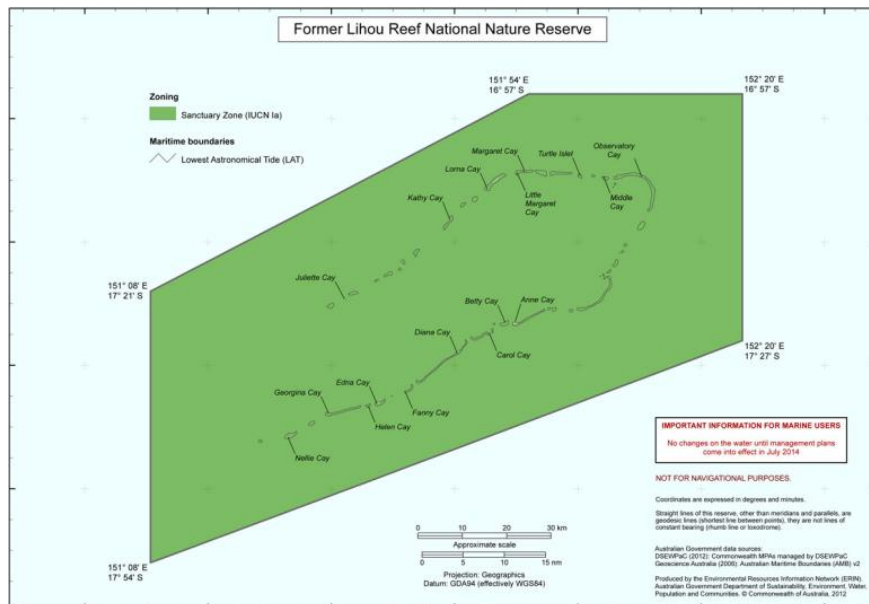 Former Lihou Reef National Nature Reserve
151° 54' E
16° 57' S
152° 20' E
16° 57' S
Zoning
Sanctuary Zone (IUCN Ia)
Maritime boundaries
Lowest Astronomical Tide (LAT)
Margaret Cay
Turtle Islet
Observatory
Cay
Lorna Cay
Kathy Cay
Little
Margaret
Cay
Middle
Cay
Juliette Cay
151° 08' E
17° 21' S
Betty Cay
Anne Cay
Diana Cay
Carol Cay
152° 20' E
17° 27' S
Edna Cay
Georgina Cay
Fanny Cay
Helen Cay
Nellie Cay
IMPORTANT INFORMATION FOR MARINE USERS
No changes on the water until management plans
come into effect in July 2014
NOT FOR NAVIGATIONAL PURPOSES.
Coordinates are expressed in degrees and minutes.
Straight lines of this reserve, other than meridians and parallels, are
geodesic lines (shortest line between points), they are not lines of
constant bearing (rhumb line or loxodrome).
0 10 20 30 km
Approximate scale
0 5 10 15 nm
Projection: Geographics
Datum: GDA94 (effectively WGS84)
151° 08' E
17° 54' S
Australian Government data sources:
DSEWPaC (2012): Commonwealth MPAs managed by DSEWPaC
Geoscience Australia (2006): Australian Maritime Boundaries (AMB) v2
Produced by the Environmental Resources Information Network (ERIN).
Australian Government Department of Sustainability, Environment, Water,
Population and Communities. © Commonwealth of Australia, 2012